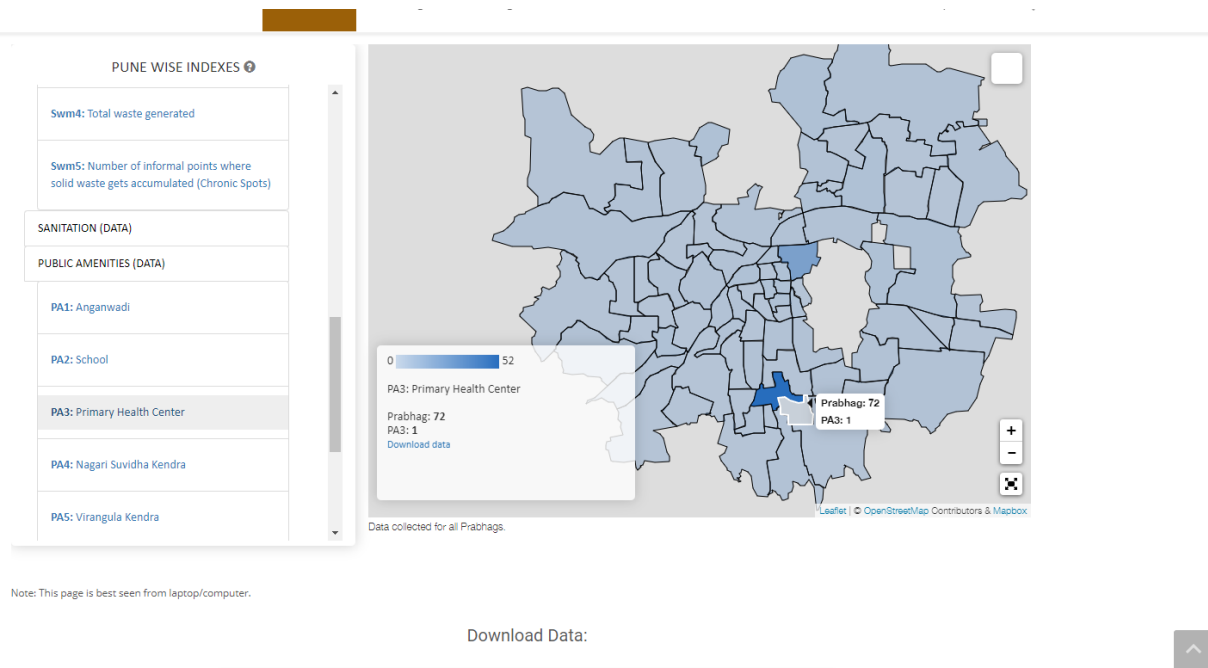 PUNE WISE INDEXES
Swm4: Total waste generated
Swm5: Number of informal points where
solid waste gets accumulated (Chronic Spots)
SANITATION (DATA)
PUBLIC AMENITIES (DATA)
PA1: Anganwadi
PA2: School
PA3: Primary Health Center
PA4: Nagari Suvidha Kendra
PA5: Virangula Kendra
0 52
PA3: Primary Health Center
Prabhag: 72
PA3: 1
Download data
Prabhag: 72
PA3: 1
+
−
Leaflet | © OpenStreetMap Contributors & Mapbox
Data collected for all Prabhags.
Note: This page is best seen from laptop/computer.
Download Data: